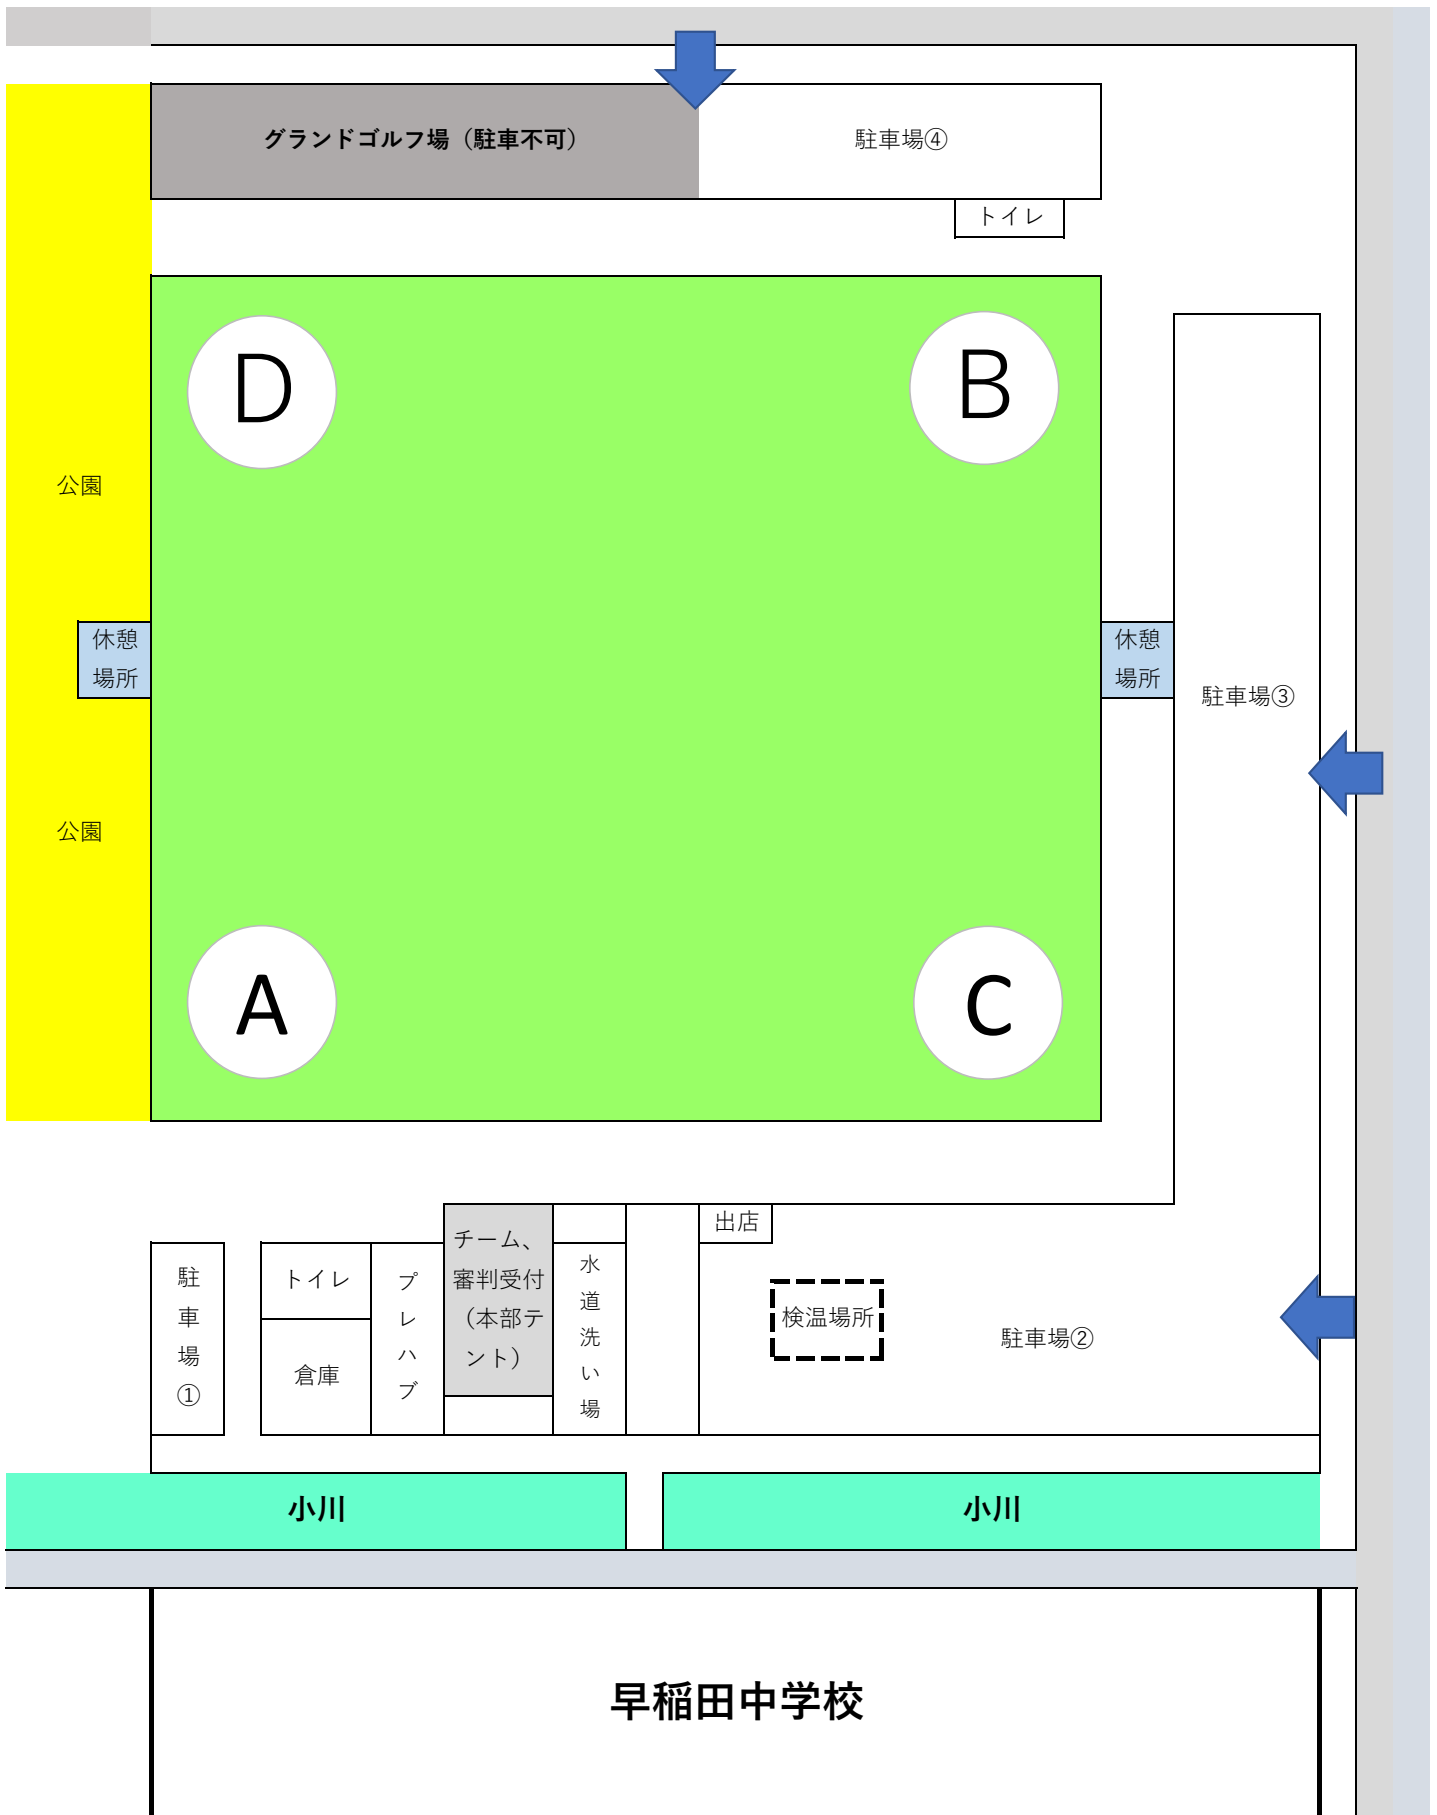 グランドゴルフ場（駐車不可）
駐車場④
トイレ
D
B
公園
休憩
場所
休憩
場所
駐車場③
公園
A
C
出店
チーム、
審判受付
（本部テ
ント）
駐車場①
トイレ
倉庫
プレハブ
水道洗い場
検温場所
駐車場②
小川
小川
早稲田中学校